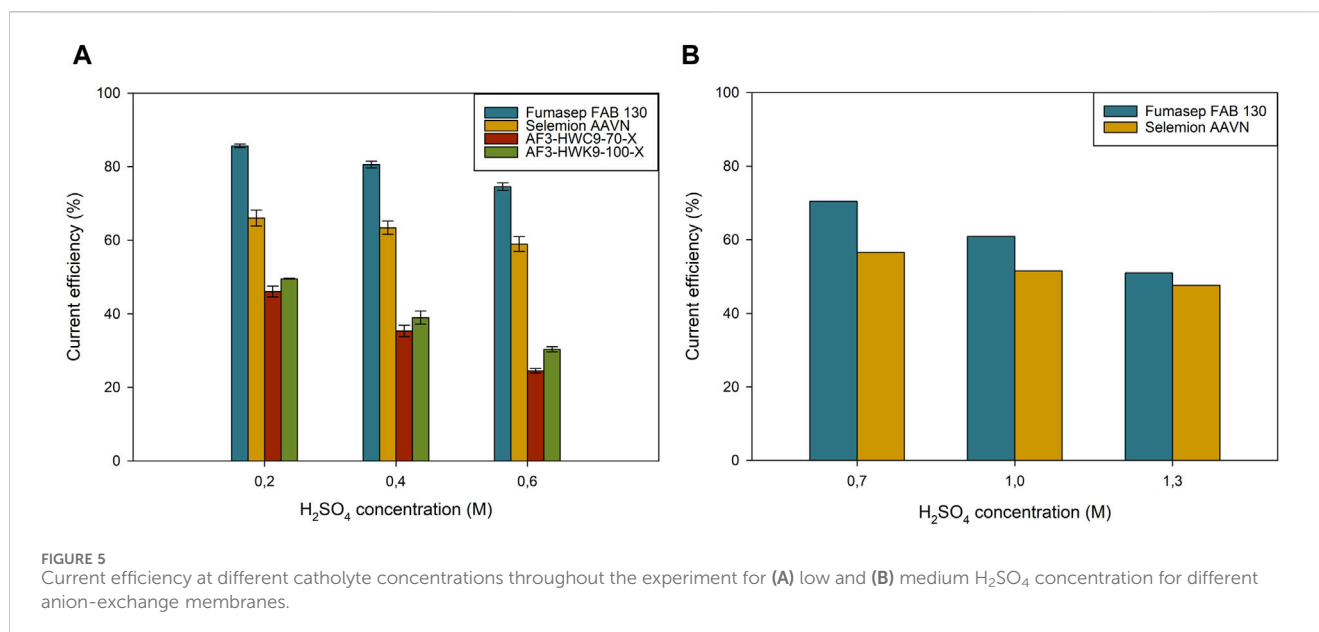 A
100
80
60
40
20
0
Current efficiency (%)
Fumasep FAB 130
Selemion AAVN
AF3-HWC9-70-X
AF3-HWK9-100-X
0,2
0,4
0,6
H₂SO₄ concentration (M)
B
100
80
60
40
20
0
Current efficiency (%)
Fumasep FAB 130
Selemion AAVN
0,7
1,0
1,3
H₂SO₄ concentration (M)
FIGURE 5
Current efficiency at different catholyte concentrations throughout the experiment for (A) low and (B) medium H₂SO₄ concentration for different
anion-exchange membranes.